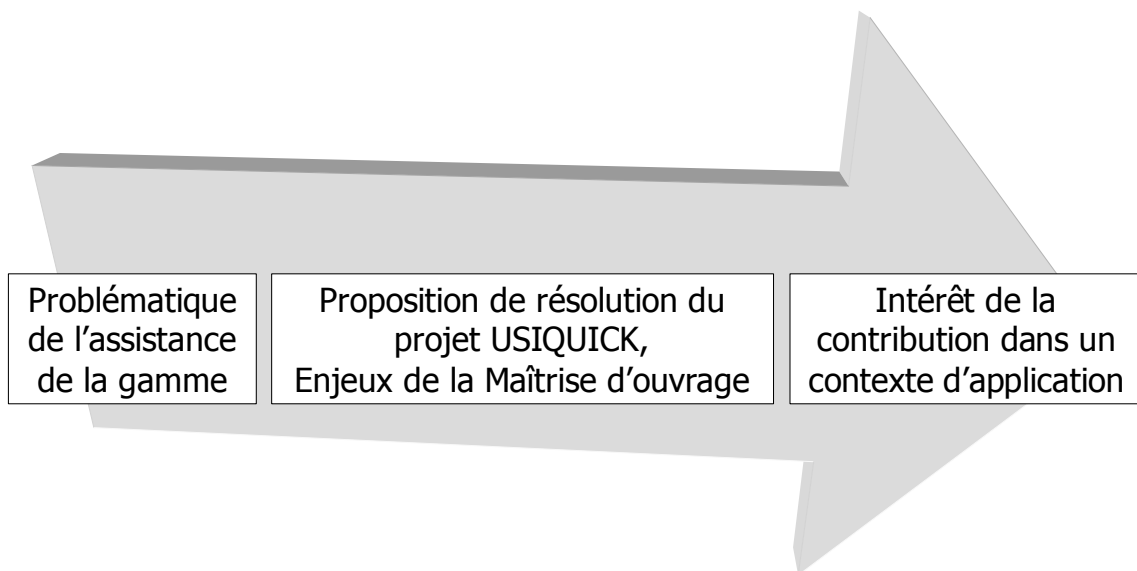 Problématique
de l’assistance
de la gamme
Proposition de résolution du
projet USIQUICK,
Enjeux de la Maîtrise d’ouvrage
Intérêt de la
contribution dans un
contexte d’application